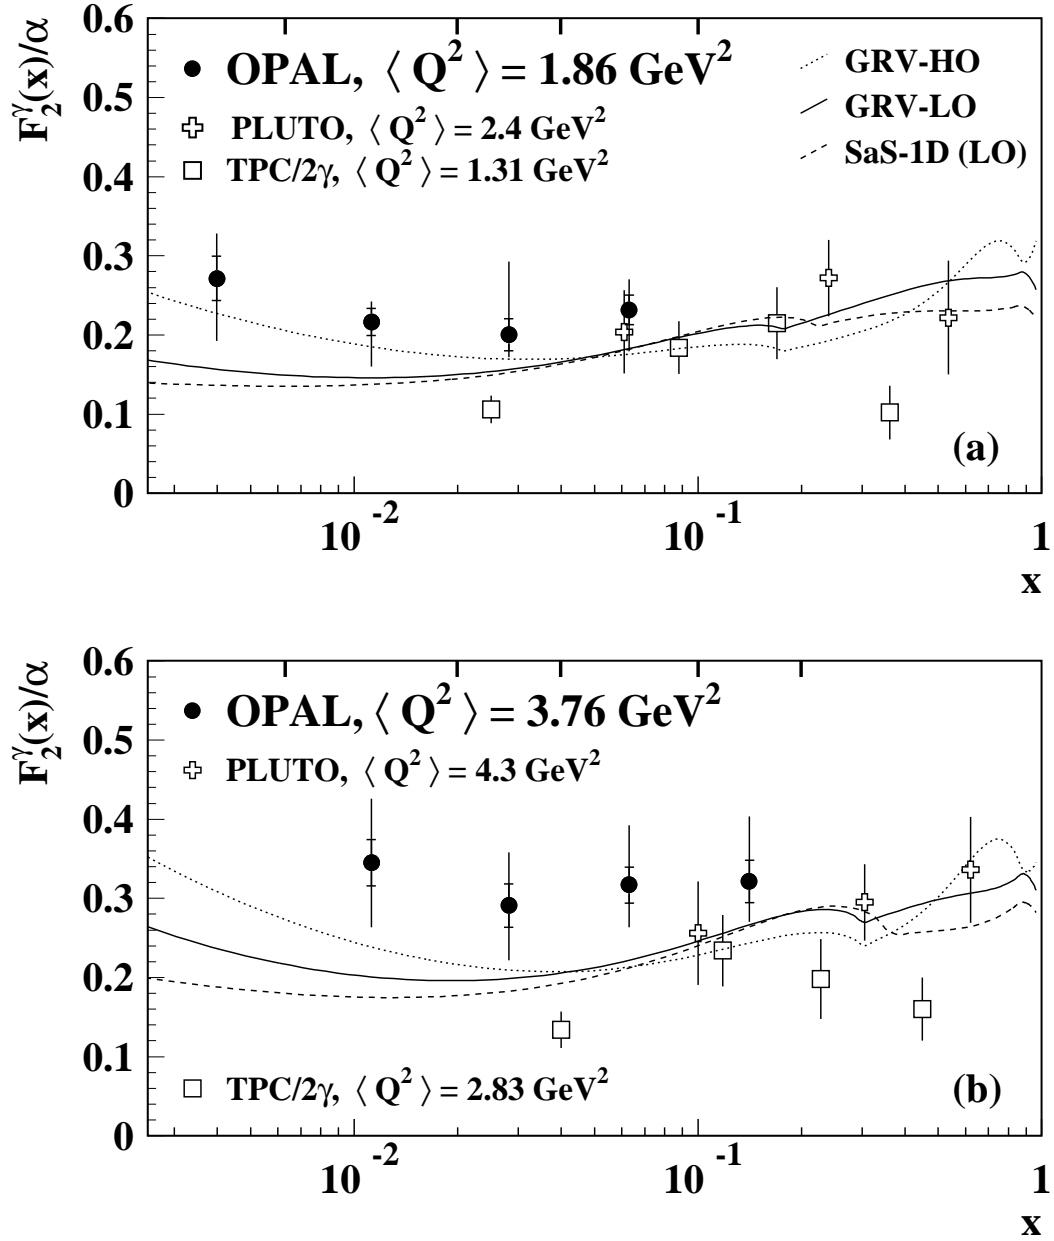 F₂^γ(x)/α
0.6
0.5
0.4
0.3
0.2
0.1
0
OPAL, ⟨ Q² ⟩ = 1.86 GeV²
PLUTO, ⟨ Q² ⟩ = 2.4 GeV²
TPC/2γ, ⟨ Q² ⟩ = 1.31 GeV²
GRV-HO
GRV-LO
SaS-1D (LO)
(a)
10⁻²
10⁻¹
1
x
F₂^γ(x)/α
0.6
0.5
0.4
0.3
0.2
0.1
0
OPAL, ⟨ Q² ⟩ = 3.76 GeV²
PLUTO, ⟨ Q² ⟩ = 4.3 GeV²
TPC/2γ, ⟨ Q² ⟩ = 2.83 GeV²
(b)
10⁻²
10⁻¹
1
x